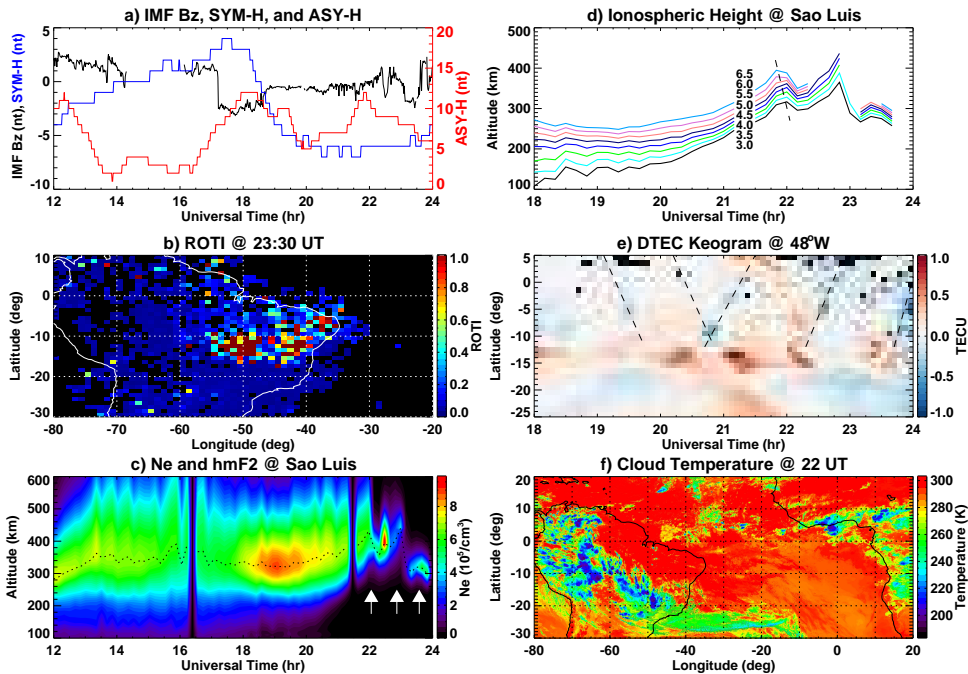 a) IMF Bz, SYM-H, and ASY-H
IMF Bz (nt), SYM-H (nt)
5
0
-5
-10
20
15
10
5
0
ASY-H (nt)
12 14 16 18 20 22 24
Universal Time (hr)
d) Ionospheric Height @ Sao Luis
Altitude (km)
500
400
300
200
100
6.5
6.0
5.5
5.0
4.5
4.0
3.5
3.0
18 19 20 21 22 23 24
Universal Time (hr)
b) ROTI @ 23:30 UT
Latitude (deg)
10
0
-10
-20
-30
-80 -70 -60 -50 -40 -30 -20
Longitude (deg)
1.0
0.8
0.6
0.4
0.2
0.0
ROTI
e) DTEC Keogram @ 48°W
Latitude (deg)
5
0
-5
-10
-15
-20
-25
18 19 20 21 22 23 24
Universal Time (hr)
1.0
0.5
0.0
-0.5
-1.0
TECU
c) Ne and hmF2 @ Sao Luis
Altitude (km)
600
500
400
300
200
100
12 14 16 18 20 22 24
Universal Time (hr)
8
6
4
2
0
Ne (10⁵/cm³)
f) Cloud Temperature @ 22 UT
Latitude (deg)
20
10
0
-10
-20
-30
-80 -60 -40 -20 0 20
Longitude (deg)
300
280
260
240
220
200
Temperature (K)